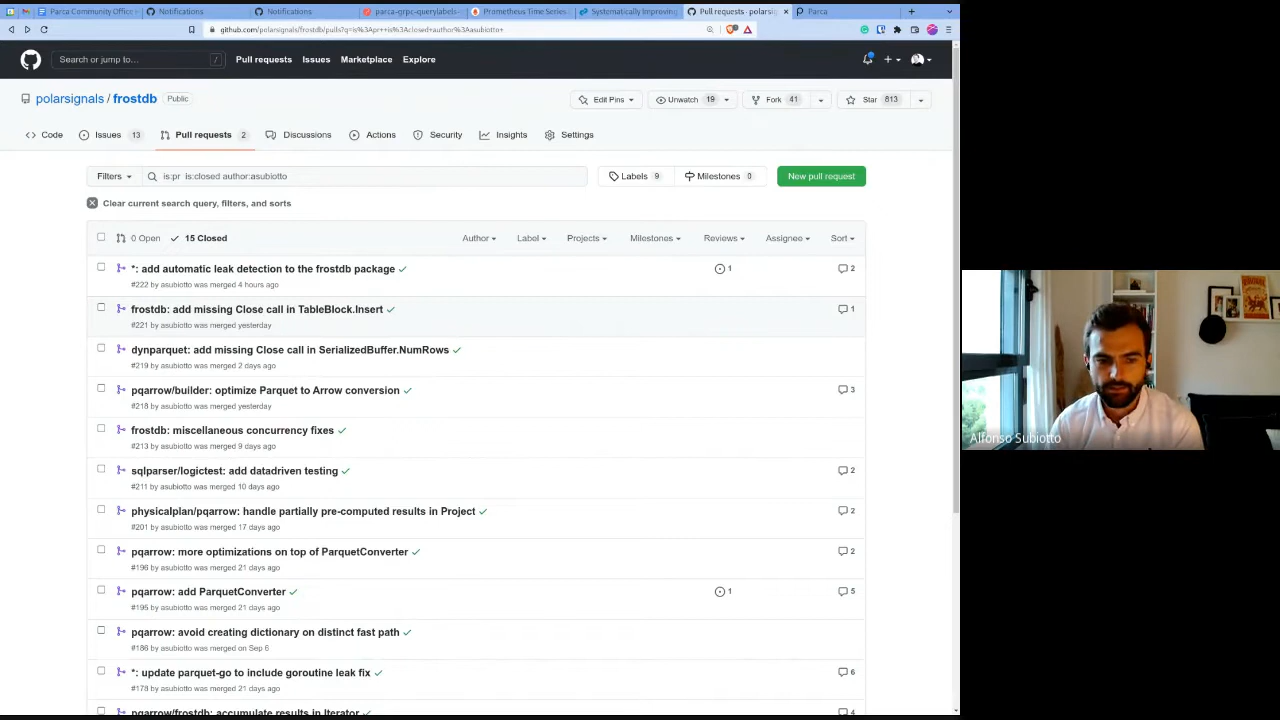 Parca Community Office H
Notifications
Notifications
parca-grpc-querylabels-
Prometheus Time Series
Systematically Improving
Pull requests · polarsign
Parca
github.com/polarsignals/frostdb/pulls?q=is%3Apr++is%3Aclosed+author%3Aasubiotto+
Search or jump to...
/
Pull requests
Issues
Marketplace
Explore
polarsignals / frostdb
Public
Edit Pins
Unwatch 19
Fork 41
Star 813
Code
Issues 13
Pull requests 2
Discussions
Actions
Security
Insights
Settings
Filters
is:pr is:closed author:asubiotto
Labels 9
Milestones 0
New pull request
Clear current search query, filters, and sorts
0 Open
15 Closed
Author
Label
Projects
Milestones
Reviews
Assignee
Sort
*: add automatic leak detection to the frostdb package
1
2
#222 by asubiotto was merged 4 hours ago
frostdb: add missing Close call in TableBlock.Insert
1
#221 by asubiotto was merged yesterday
dynparquet: add missing Close call in SerializedBuffer.NumRows
#219 by asubiotto was merged 2 days ago
pqarrow/builder: optimize Parquet to Arrow conversion
3
#218 by asubiotto was merged yesterday
frostdb: miscellaneous concurrency fixes
#213 by asubiotto was merged 9 days ago
sqlparser/logictest: add datadriven testing
2
#211 by asubiotto was merged 10 days ago
physicalplan/pqarrow: handle partially pre-computed results in Project
2
#201 by asubiotto was merged 17 days ago
pqarrow: more optimizations on top of ParquetConverter
2
#196 by asubiotto was merged 21 days ago
pqarrow: add ParquetConverter
1
5
#195 by asubiotto was merged 21 days ago
pqarrow: avoid creating dictionary on distinct fast path
#186 by asubiotto was merged on Sep 6
*: update parquet-go to include goroutine leak fix
6
#178 by asubiotto was merged 21 days ago
pqarrow/frostdb: accumulate results in Iterator
4
Alfonso Subiotto